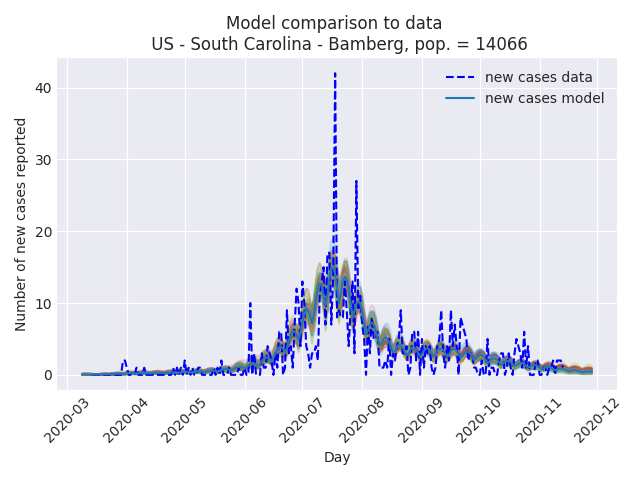 Model comparison to data
US - South Carolina - Bamberg, pop. = 14066
new cases data
new cases model
Number of new cases reported
40
30
20
10
0
2020-03
2020-04
2020-05
2020-06
2020-07
2020-08
2020-09
2020-10
2020-11
2020-12
Day